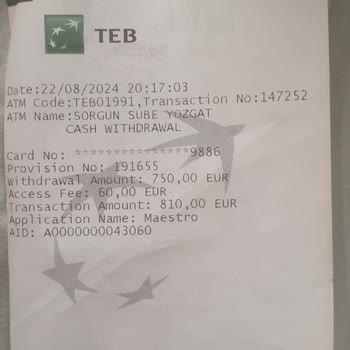 TEB
Date:22/08/2024 20:17:03
ATM Code:TEB01991,Transaction No:147252
ATM Name:SORGUN SUBE YOZGAT
CASH WITHDRAWAL
Card No: ***************9886
Provision No: 191655
Withdrawal Amount: 750,00 EUR
Access Fee: 60,00 EUR
Transaction Amount: 810,00 EUR
Application Name: Maestro
AID: A0000000043060